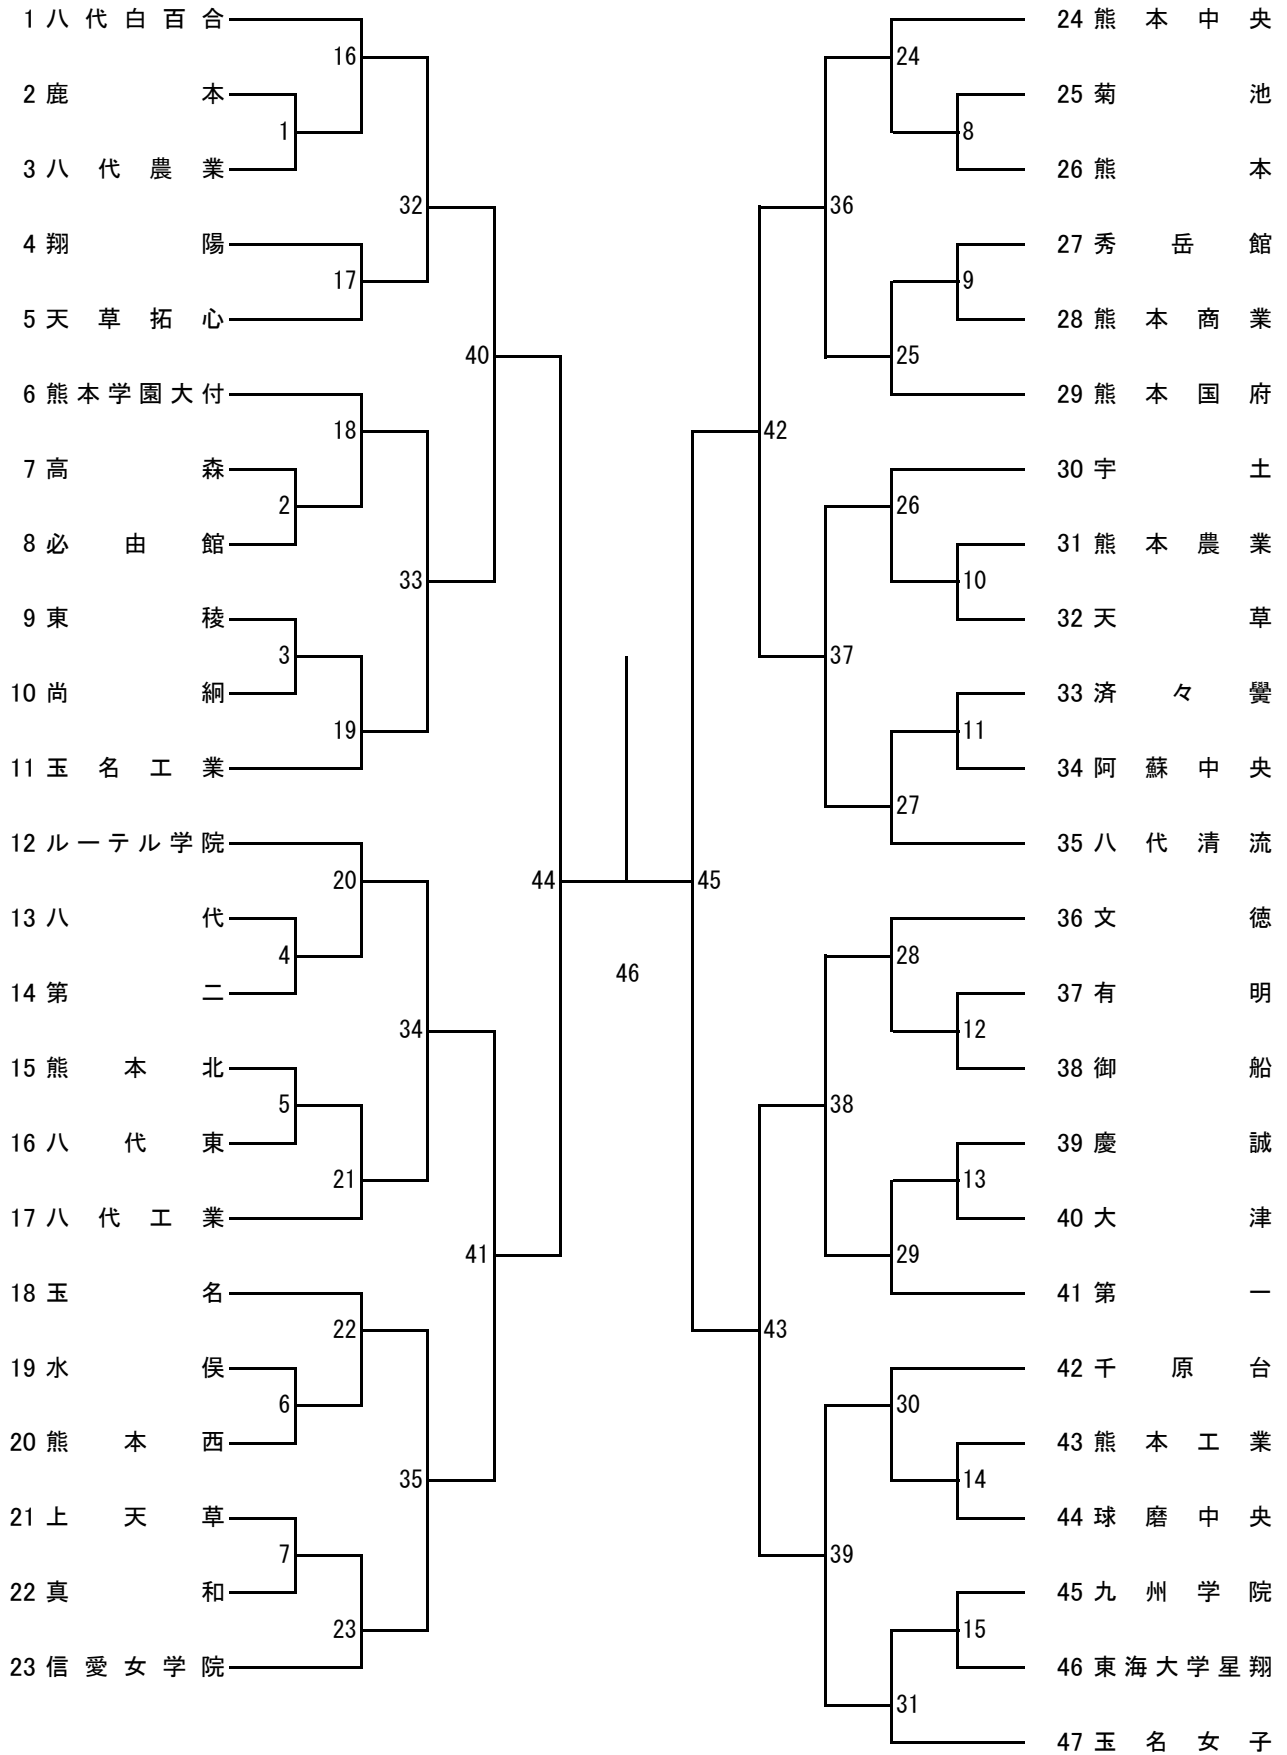 1 八代白百合
16
2 鹿本
1
3 八代農業
32
4 翔陽
17
5 天草拓心
40
6 熊本学園大付
18
7 高森
2
8 必由館
33
9 東稜
3
10 尚絅
19
11 玉名工業
12 ルーテル学院
20
44
13 八代
4
14 第二
34
15 熊本北
5
16 八代東
21
17 八代工業
41
18 玉名
22
19 水俣
6
20 熊本西
35
21 上天草
7
22 真和
23
23 信愛女学院
46
24 熊本中央
24
25 菊池
8
26 熊本
36
27 秀岳館
9
28 熊本商業
25
29 熊本国府
42
30 宇土
26
31 熊本農業
10
32 天草
37
33 済々黌
11
34 阿蘇中央
27
35 八代清流
45
36 文徳
28
37 有明
12
38 御船
38
39 慶誠
13
40 大津
29
41 第一
43
42 千原台
30
43 熊本工業
14
44 球磨中央
39
45 九州学院
15
46 東海大学星翔
31
47 玉名女子